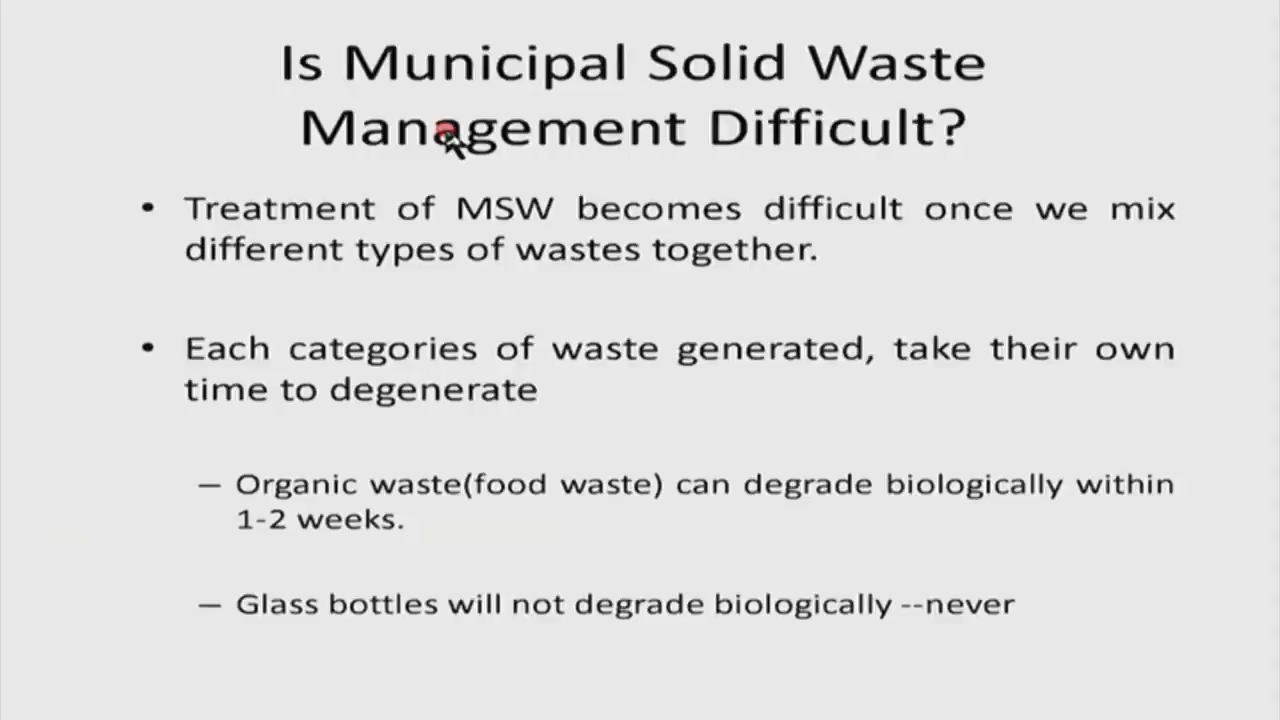 Is Municipal Solid Waste
Management Difficult?
• Treatment of MSW becomes difficult once we mix
different types of wastes together.
• Each categories of waste generated, take their own
time to degenerate
– Organic waste(food waste) can degrade biologically within
1-2 weeks.
– Glass bottles will not degrade biologically --never